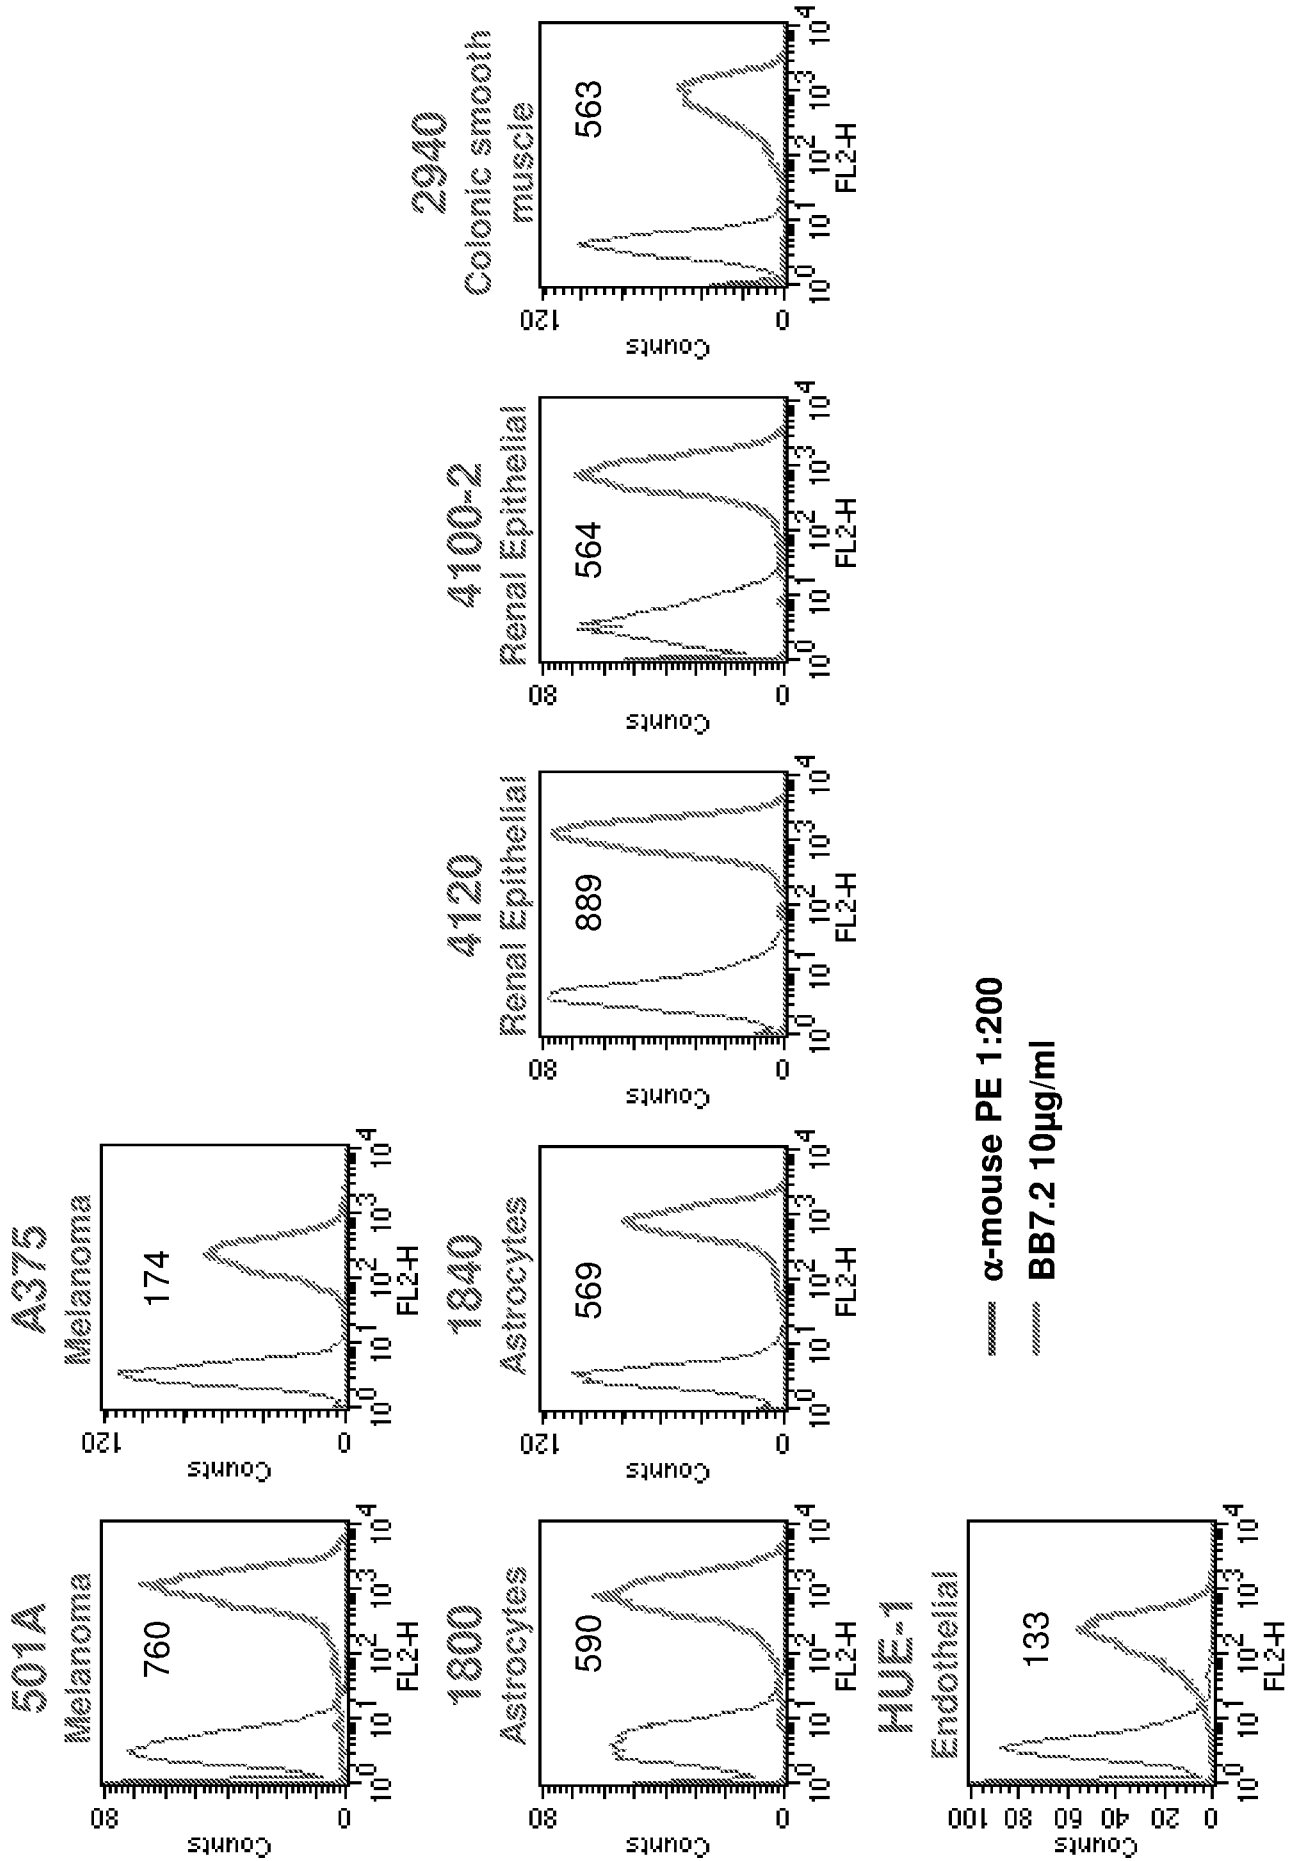 501A
Melanoma
80
Counts
0
760
10^0 10^1 10^2 10^3 10^4
FL2-H
A375
Melanoma
120
Counts
0
174
10^0 10^1 10^2 10^3 10^4
FL2-H
1800
Astrocytes
80
Counts
0
590
10^0 10^1 10^2 10^3 10^4
FL2-H
1840
Astrocytes
120
Counts
0
569
10^0 10^1 10^2 10^3 10^4
FL2-H
4120
Renal Epithelial
80
Counts
0
889
10^0 10^1 10^2 10^3 10^4
FL2-H
4100-2
Renal Epithelial
80
Counts
0
564
10^0 10^1 10^2 10^3 10^4
FL2-H
2940
Colonic smooth
muscle
120
Counts
0
563
10^0 10^1 10^2 10^3 10^4
FL2-H
HUE-1
Endothelial
100
80
60
40
20
0
Counts
133
10^0 10^1 10^2 10^3 10^4
FL2-H
α-mouse PE 1:200
BB7.2 10µg/ml